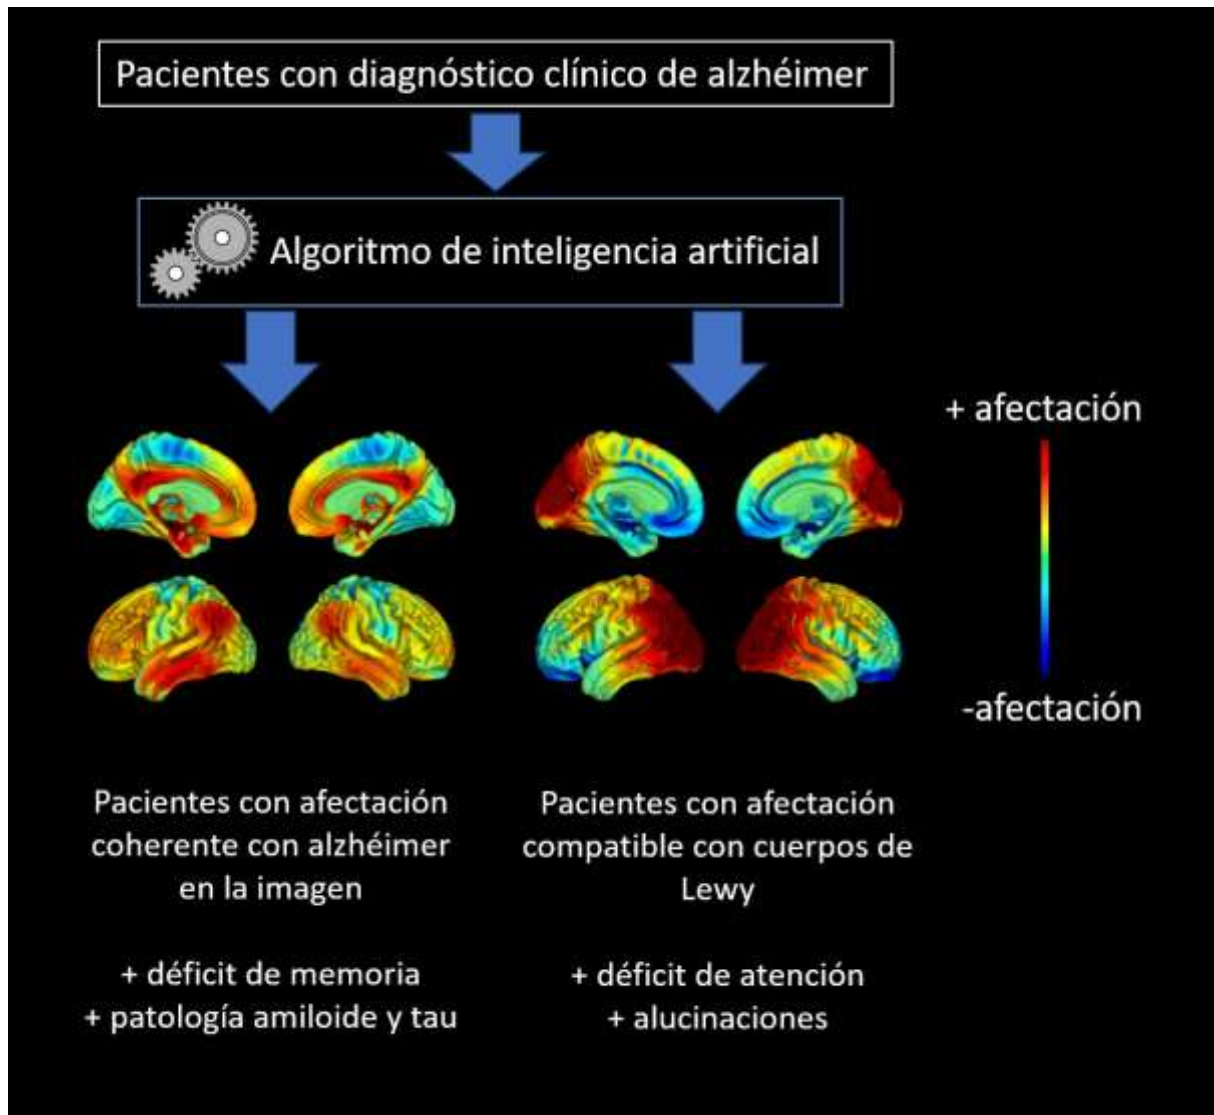 Pacientes con diagnóstico clínico de alzhéimer
Algoritmo de inteligencia artificial
+ afectación
-afectación
Pacientes con afectación
coherente con alzhéimer
en la imagen
+ déficit de memoria
+ patología amiloide y tau
Pacientes con afectación
compatible con cuerpos de
Lewy
+ déficit de atención
+ alucinaciones